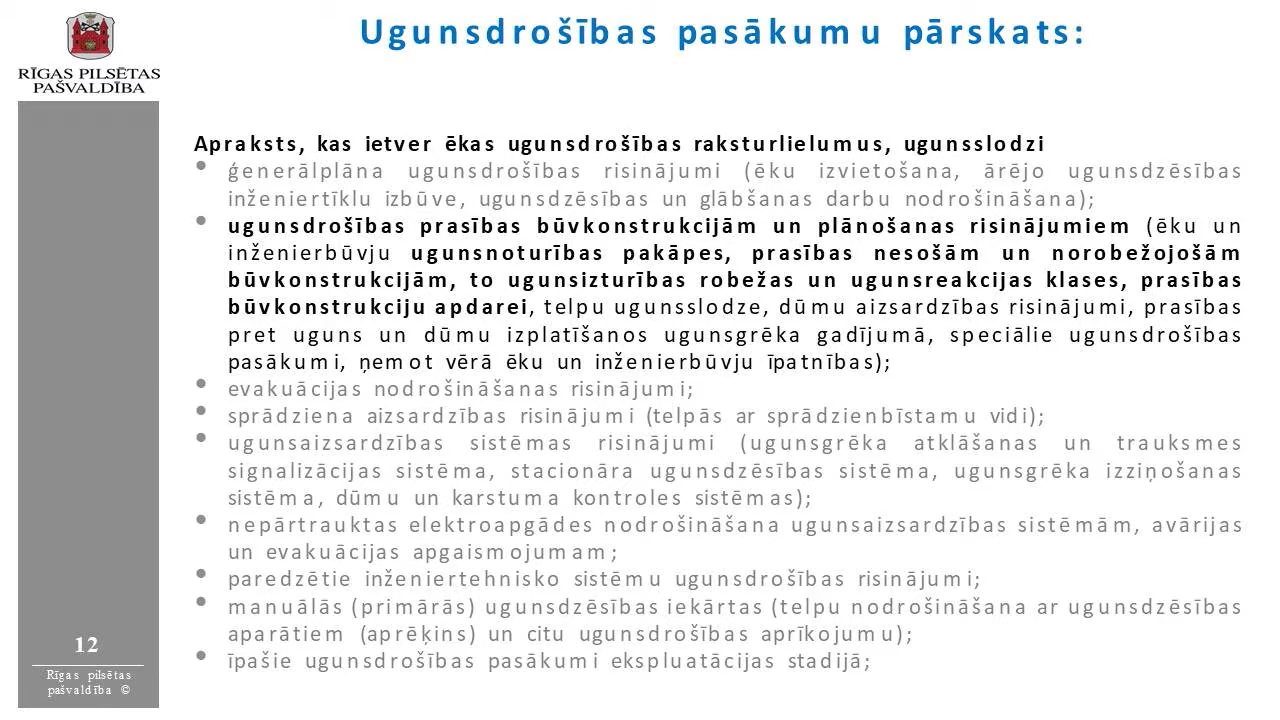 Ugunsdrošības pasākumu pārskats:
RĪGAS PILSĒTAS
PAŠVALDĪBA
Apraksts, kas ietver ēkas ugunsdrošības raksturlielumus, ugunsslodzi
• ģenerālplāna ugunsdrošības risinājumi (ēku izvietošana, ārējo ugunsdzēsības
inženiertīklu izbūve, ugunsdzēsības un glābšanas darbu nodrošināšana);
• ugunsdrošības prasības būvkonstrukcijām un plānošanas risinājumiem (ēku un
inženierbūvju ugunsnoturības pakāpes, prasības nesošām un norobežojošām
būvkonstrukcijām, to ugunsizturības robežas un ugunsreakcijas klases, prasības
būvkonstrukciju apdarei, telpu ugunsslodze, dūmu aizsardzības risinājumi, prasības
pret uguns un dūmu izplatīšanos ugunsgrēka gadījumā, speciālie ugunsdrošības
pasākumi, ņemot vērā ēku un inženierbūvju īpatnības);
• evakuācijas nodrošināšanas risinājumi;
• sprādziena aizsardzības risinājumi (telpās ar sprādzienbīstamu vidi);
• ugunsaizsardzības sistēmas risinājumi (ugunsgrēka atklāšanas un trauksmes
signalizācijas sistēma, stacionāra ugunsdzēsības sistēma, ugunsgrēka izziņošanas
sistēma, dūmu un karstuma kontroles sistēmas);
• nepārtrauktas elektroapgādes nodrošināšana ugunsaizsardzības sistēmām, avārijas
un evakuācijas apgaismojumam;
• paredzētie inženiertehnisko sistēmu ugunsdrošības risinājumi;
• manuālās (primārās) ugunsdzēsības iekārtas (telpu nodrošināšana ar ugunsdzēsības
aparātiem (aprēķins) un citu ugunsdrošības aprīkojumu);
• īpašie ugunsdrošības pasākumi ekspluatācijas stadijā;
12
Rīgas pilsētas
pašvaldība ©